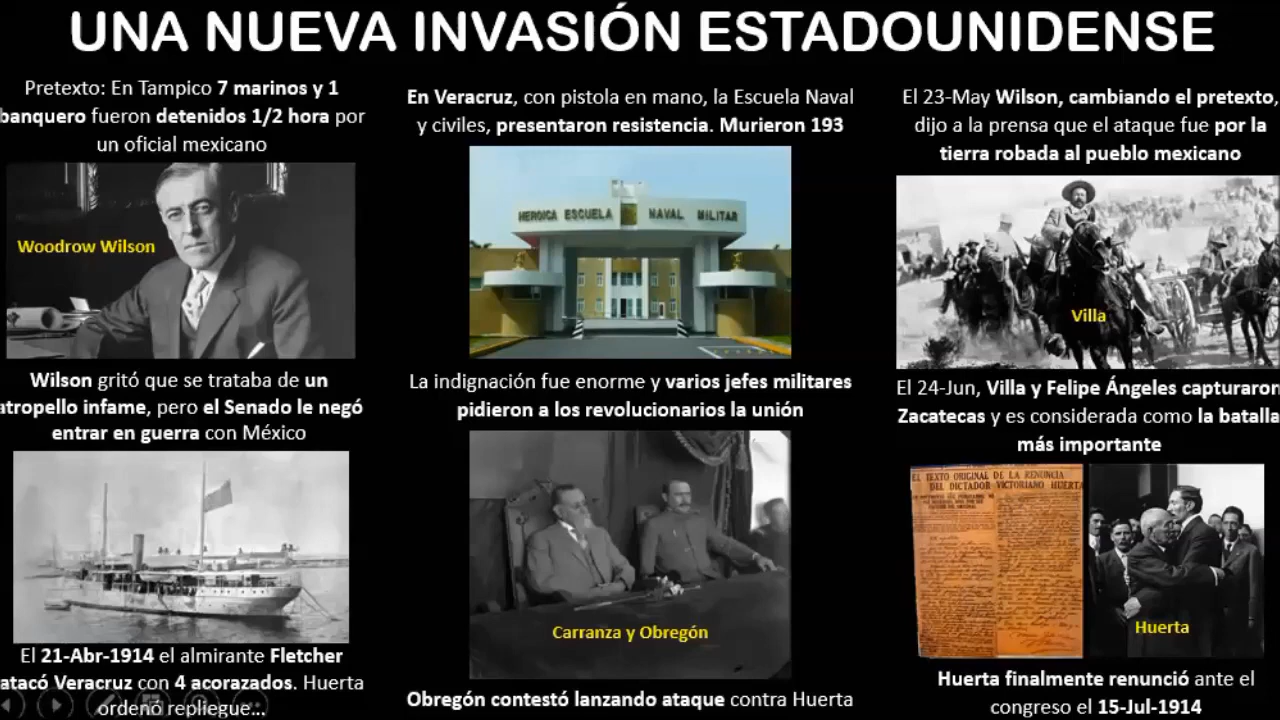 UNA NUEVA INVASIÓN ESTADOUNIDENSE
Pretexto: En Tampico 7 marinos y 1
banquero fueron detenidos 1/2 hora por
un oficial mexicano
Woodrow Wilson
Wilson gritó que se trataba de un
atropello infame, pero el Senado le negó
entrar en guerra con México
El 21-Abr-1914 el almirante Fletcher
atacó Veracruz con 4 acorazados. Huerta
ordenó repliegue...
En Veracruz, con pistola en mano, la Escuela Naval
y civiles, presentaron resistencia. Murieron 193
HEROICA ESCUELA NAVAL MILITAR
La indignación fue enorme y varios jefes militares
pidieron a los revolucionarios la unión
Carranza y Obregón
Obregón contestó lanzando ataque contra Huerta
El 23-May Wilson, cambiando el pretexto,
dijo a la prensa que el ataque fue por la
tierra robada al pueblo mexicano
Villa
El 24-Jun, Villa y Felipe Ángeles capturaron
Zacatecas y es considerada como la batalla
más importante
EL TEXTO ORIGINAL DE LA RENUNCIA
DEL DICTADOR VICTORIANO HUERTA
Huerta
Huerta finalmente renunció ante el
congreso el 15-Jul-1914